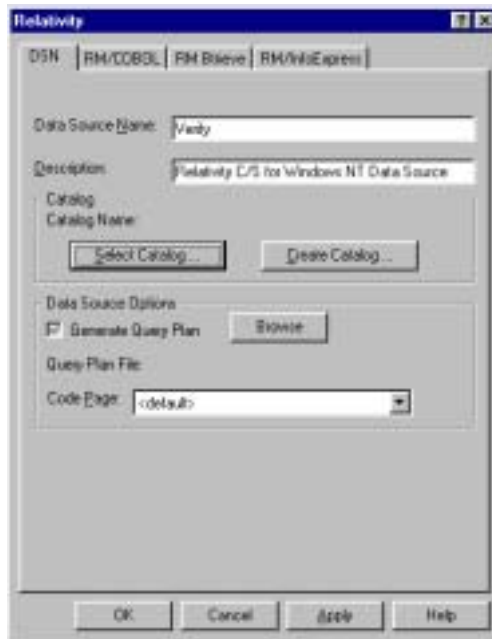 Relativity
DSN RM/COBOL RM Btrieve RM/InfoExpress
Data Source Name: Verify
Description: Relativity C/S for Windows NT Data Source
Catalog
Catalog Name:
Select Catalog... Create Catalog...
Data Source Options
Generate Query Plan Browse
Query Plan File:
Code Page: <default>
OK Cancel Apply Help